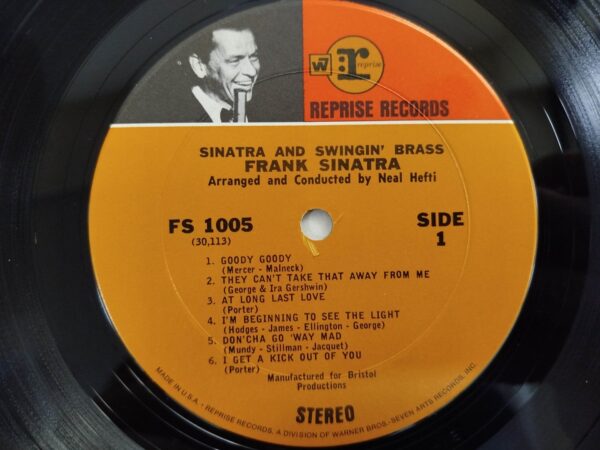 W
r
reprise
REPRISE RECORDS
SINATRA AND SWINGIN' BRASS
FRANK SINATRA
Arranged and Conducted by Neal Hefti
FS 1005
(30,113)
SIDE
1
1. GOODY GOODY
(Mercer - Malneck)
2. THEY CAN'T TAKE THAT AWAY FROM ME
(George & Ira Gershwin)
3. AT LONG LAST LOVE
(Porter)
4. I'M BEGINNING TO SEE THE LIGHT
(Hodges - James - Ellington - George)
5. DON'CHA GO 'WAY MAD
(Mundy - Stillman - Jacquet)
6. I GET A KICK OUT OF YOU
(Porter)
Manufactured for Bristol
Productions
STEREO
MADE IN U.S.A. · REPRISE RECORDS. A DIVISION OF WARNER BROS.-SEVEN ARTS RECORDS, INC.